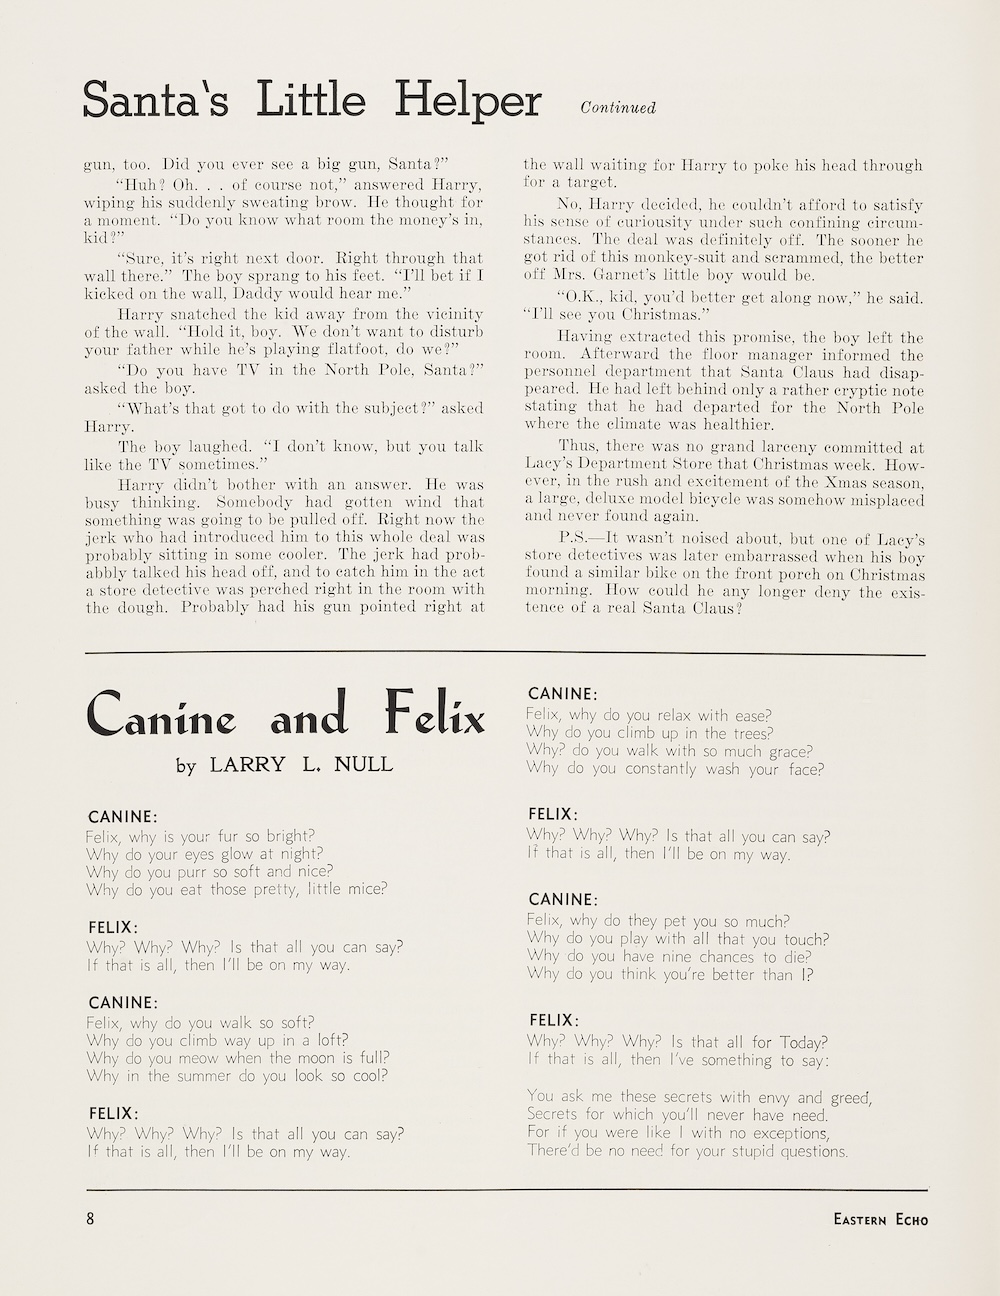 Santa's Little Helper Continued
gun, too. Did you ever see a big gun, Santa?"
"Huh? Oh. . . of course not," answered Harry,
wiping his suddenly sweating brow. He thought for
a moment. "Do you know what room the money's in,
kid?"
"Sure, it's right next door. Right through that
wall there." The boy sprang to his feet. "I'll bet if I
kicked on the wall, Daddy would hear me."
Harry snatched the kid away from the vicinity
of the wall. "Hold it, boy. We don't want to disturb
your father while he's playing flatfoot, do we?"
"Do you have TV in the North Pole, Santa?"
asked the boy.
"What's that got to do with the subject?" asked
Harry.
The boy laughed. "I don't know, but you talk
like the TV sometimes."
Harry didn't bother with an answer. He was
busy thinking. Somebody had gotten wind that
something was going to be pulled off. Right now the
jerk who had introduced him to this whole deal was
probably sitting in some cooler. The jerk had prob-
abbly talked his head off, and to catch him in the act
a store detective was perched right in the room with
the dough. Probably had his gun pointed right at
the wall waiting for Harry to poke his head through
for a target.
No, Harry decided, he couldn't afford to satisfy
his sense of curiousity under such confining circum-
stances. The deal was definitely off. The sooner he
got rid of this monkey-suit and scrammed, the better
off Mrs. Garnet's little boy would be.
"O.K., kid, you'd better get along now," he said.
"I'll see you Christmas."
Having extracted this promise, the boy left the
room. Afterward the floor manager informed the
personnel department that Santa Claus had disap-
peared. He had left behind only a rather cryptic note
stating that he had departed for the North Pole
where the climate was healthier.
Thus, there was no grand larceny committed at
Lacy's Department Store that Christmas week. How-
ever, in the rush and excitement of the Xmas season,
a large, deluxe model bicycle was somehow misplaced
and never found again.
P.S.—It wasn't noised about, but one of Lacy's
store detectives was later embarrassed when his boy
found a similar bike on the front porch on Christmas
morning. How could he any longer deny the exis-
tence of a real Santa Claus?
Canine and Felix
by LARRY L. NULL
CANINE:
Felix, why is your fur so bright?
Why do your eyes glow at night?
Why do you purr so soft and nice?
Why do you eat those pretty, little mice?
FELIX:
Why? Why? Why? Is that all you can say?
If that is all, then I'll be on my way.
CANINE:
Felix, why do you walk so soft?
Why do you climb way up in a loft?
Why do you meow when the moon is full?
Why in the summer do you look so cool?
FELIX:
Why? Why? Why? Is that all you can say?
If that is all, then I'll be on my way.
CANINE:
Felix, why do you relax with ease?
Why do you climb up in the trees?
Why? do you walk with so much grace?
Why do you constantly wash your face?
FELIX:
Why? Why? Why? Is that all you can say?
If that is all, then I'll be on my way.
CANINE:
Felix, why do they pet you so much?
Why do you play with all that you touch?
Why do you have nine chances to die?
Why do you think you're better than I?
FELIX:
Why? Why? Why? Is that all for Today?
If that is all, then I've something to say:
You ask me these secrets with envy and greed,
Secrets for which you'll never have need.
For if you were like I with no exceptions,
There'd be no need for your stupid questions.
8
EASTERN ECHO